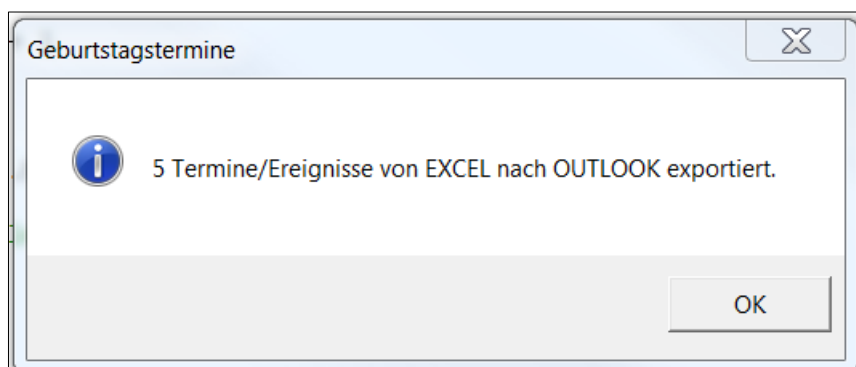 Geburtstagstermine
5 Termine/Ereignisse von EXCEL nach OUTLOOK exportiert.
OK